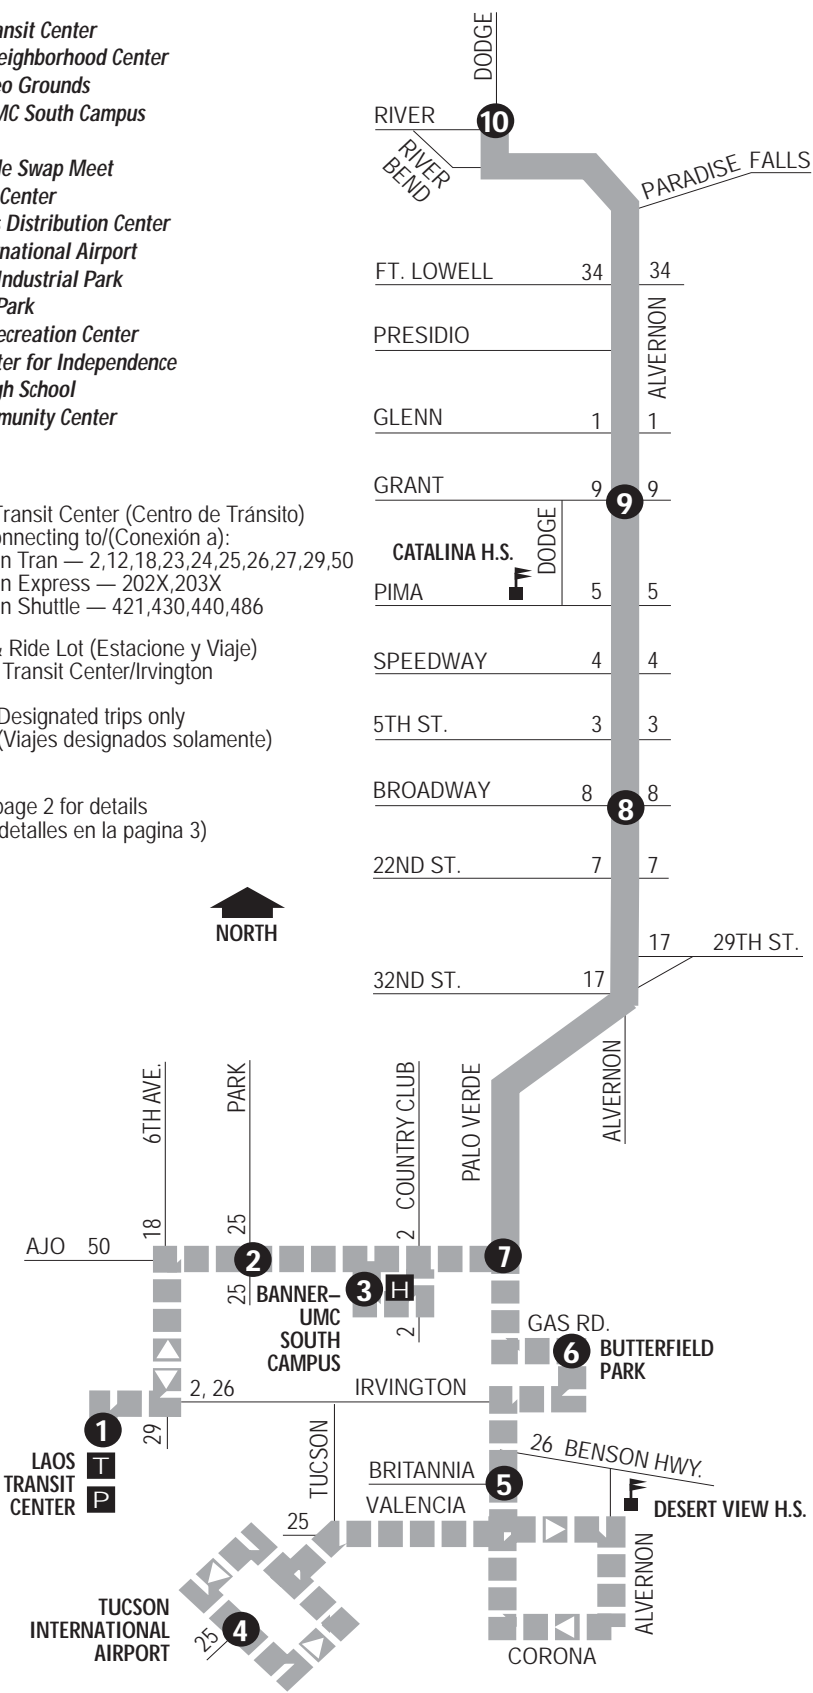 ansit Center
eighborhood Center
eo Grounds
MC South Campus
le Swap Meet
Center
s Distribution Center
rnational Airport
Industrial Park
Park
ecreation Center
ter for Independence
gh School
munity Center
Transit Center (Centro de Tránsito)
onnecting to/(Conexión a):
n Tran — 2,12,18,23,24,25,26,27,29,50
n Express — 202X,203X
n Shuttle — 421,430,440,486
& Ride Lot (Estacione y Viaje)
Transit Center/Irvington
Designated trips only
(Viajes designados solamente)
page 2 for details
detalles en la pagina 3)
NORTH
DODGE
RIVER
10
RIVER
BEND
PARADISE FALLS
FT. LOWELL 34 34
ALVERNON
PRESIDIO
GLENN 1 1
GRANT 9 9 9
DODGE
CATALINA H.S.
PIMA 5 5
SPEEDWAY 4 4
5TH ST. 3 3
BROADWAY 8 8 8
22ND ST. 7 7
17 29TH ST.
32ND ST. 17
ALVERNON
6TH AVE.
PARK
COUNTRY CLUB
PALO VERDE
18
25
2
AJO 50
2
7
25
BANNER–
UMC
SOUTH
CAMPUS
3 H
2
GAS RD.
6
BUTTERFIELD
PARK
2, 26
IRVINGTON
1
29
LAOS
TRANSIT
CENTER
T
P
TUCSON
26 BENSON HWY.
BRITANNIA
5
VALENCIA
DESERT VIEW H.S.
25
ALVERNON
TUCSON
INTERNATIONAL
AIRPORT
25
4
CORONA